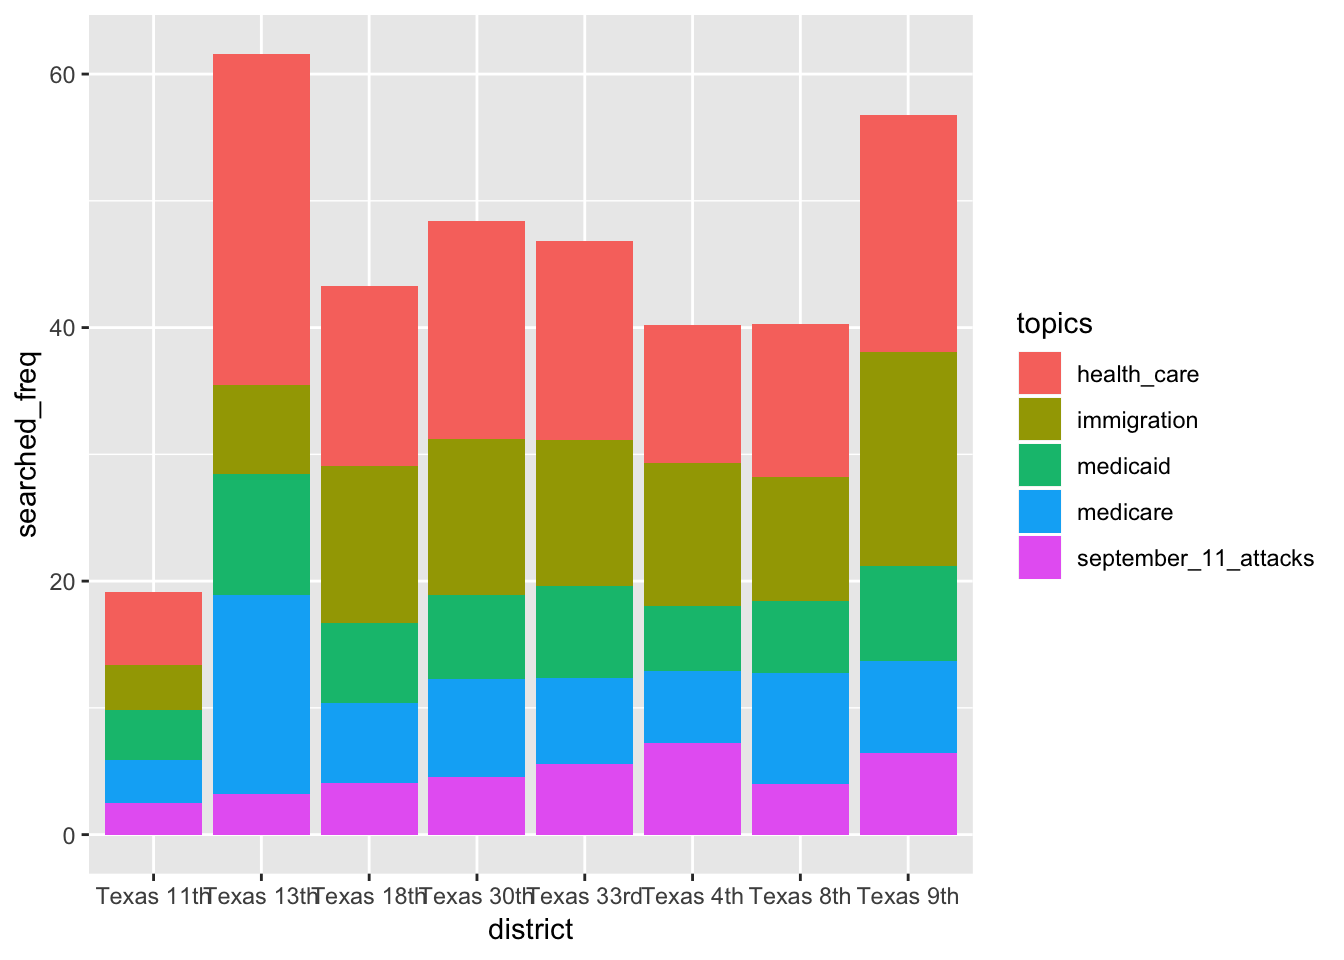 60
40
20
0
searched_freq
Texas 11th Texas 13th Texas 18th Texas 30th Texas 33rd Texas 4th Texas 8th Texas 9th
district
topics
health_care
immigration
medicaid
medicare
september_11_attacks